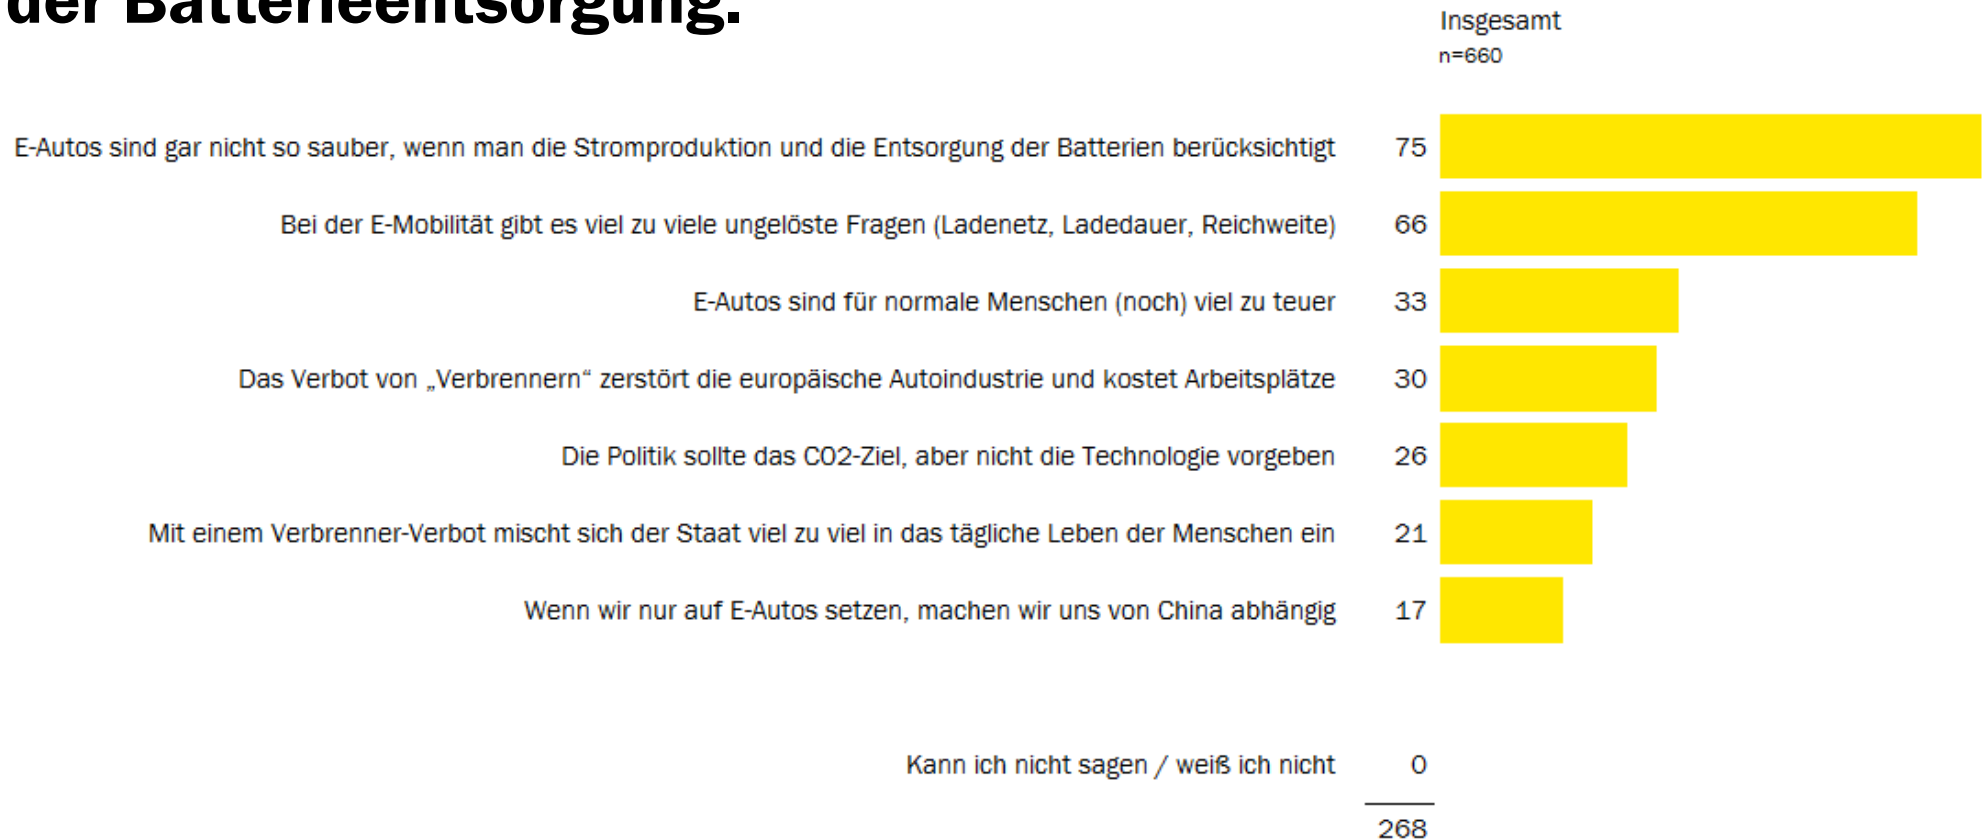 der Batterieentsorgung.
Insgesamt
n=660
E-Autos sind gar nicht so sauber, wenn man die Stromproduktion und die Entsorgung der Batterien berücksichtigt 75
Bei der E-Mobilität gibt es viel zu viele ungelöste Fragen (Ladenetz, Ladedauer, Reichweite) 66
E-Autos sind für normale Menschen (noch) viel zu teuer 33
Das Verbot von „Verbrennern“ zerstört die europäische Autoindustrie und kostet Arbeitsplätze 30
Die Politik sollte das CO2-Ziel, aber nicht die Technologie vorgeben 26
Mit einem Verbrenner-Verbot mischt sich der Staat viel zu viel in das tägliche Leben der Menschen ein 21
Wenn wir nur auf E-Autos setzen, machen wir uns von China abhängig 17
Kann ich nicht sagen / weiß ich nicht 0
268